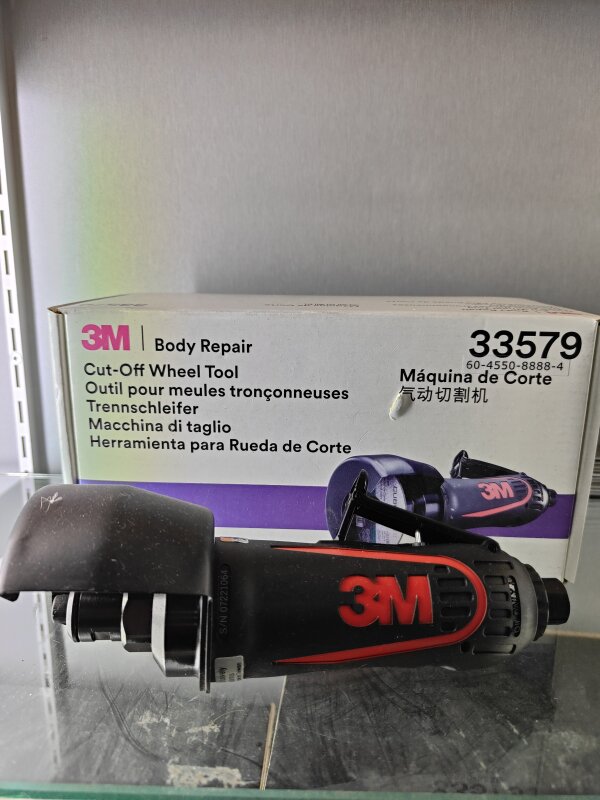 3M
Body Repair
33579
60-4550-8888-4
Cut-Off Wheel Tool
Outil pour meules tronçonneuses
Trennschleifer
Macchina di taglio
Herramienta para Rueda de Corte
Máquina de Corte
气动切割机
3M
S/N 07221064
3M